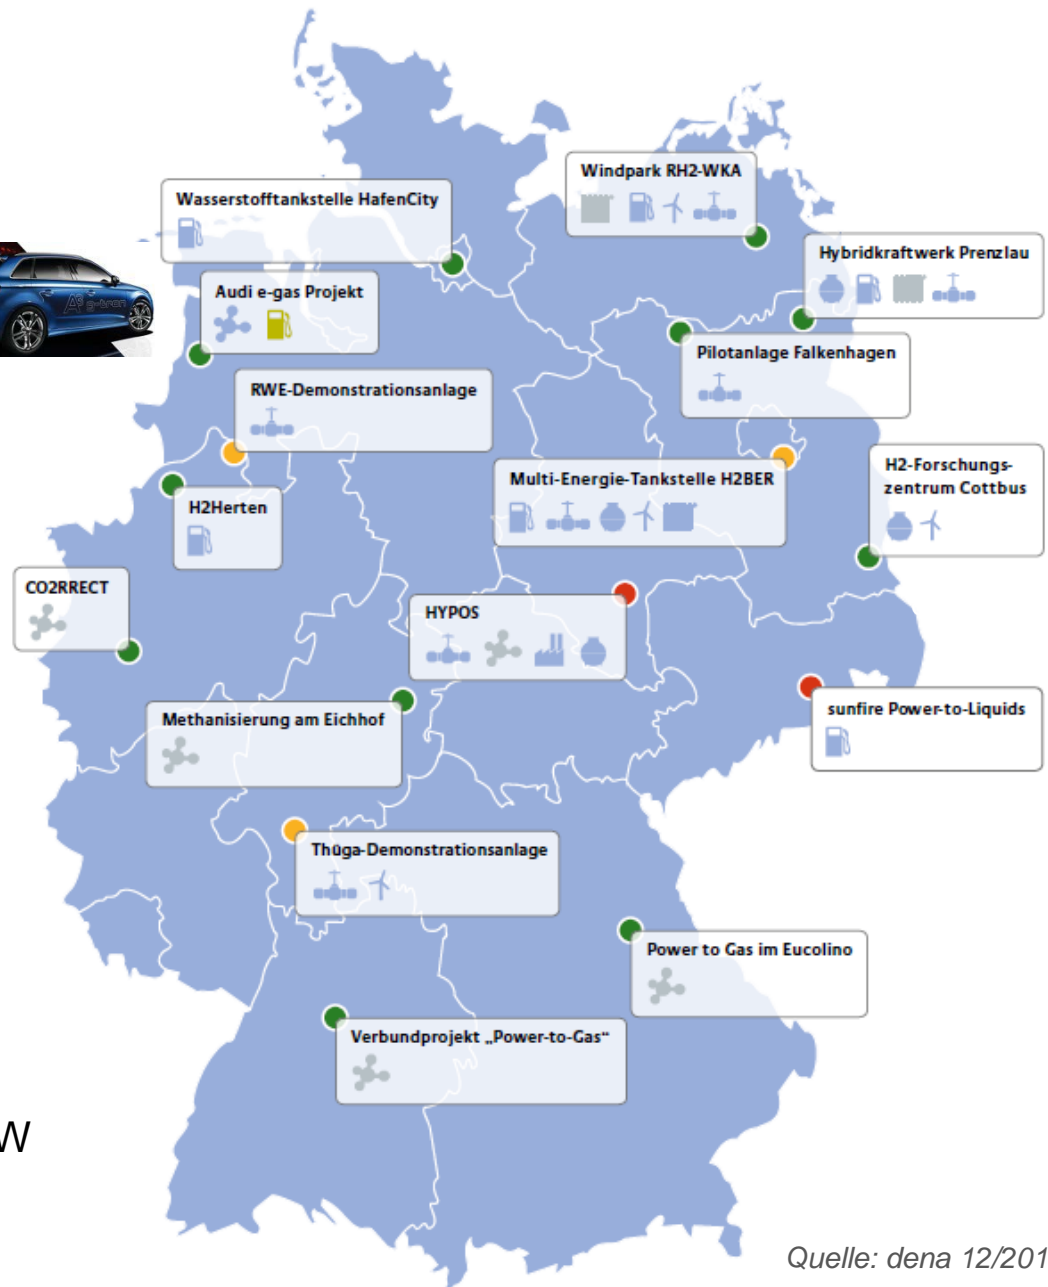 Windpark RH2-WKA
Wasserstofftankstelle HafenCity
Hybridkraftwerk Prenzlau
Audi e-gas Projekt
Pilotanlage Falkenhagen
RWE-Demonstrationsanlage
H2-Forschungs-
zentrum Cottbus
Multi-Energie-Tankstelle H2BER
H2Herten
CO2RRECT
HYPOS
sunfire Power-to-Liquids
Methanisierung am Eichhof
Thüga-Demonstrationsanlage
Power to Gas im Eucolino
Verbundprojekt „Power-to-Gas“
W
Quelle: dena 12/201